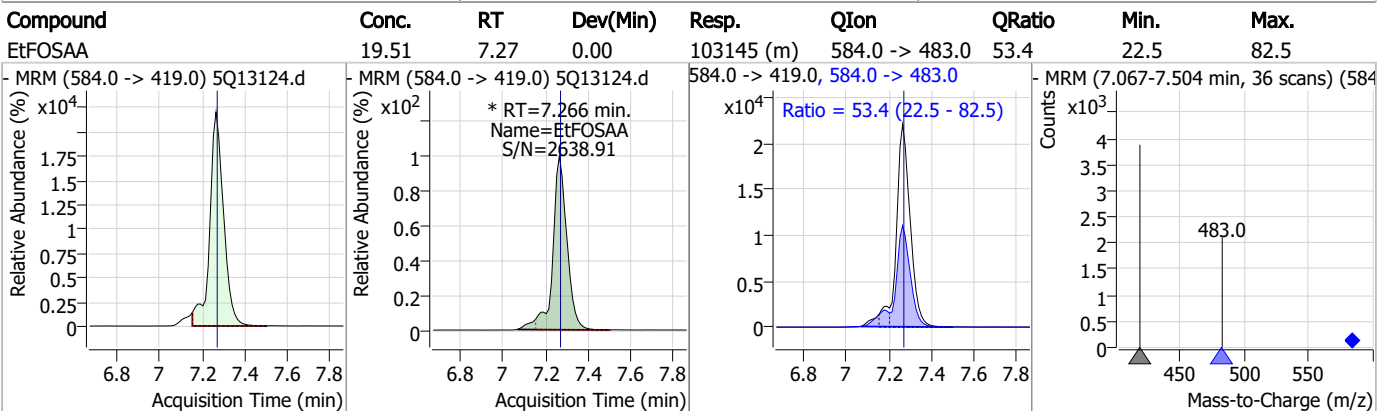 Compound Conc. RT Dev(Min) Resp. QIon QRatio Min. Max.
EtFOSAA 19.51 7.27 0.00 103145 (m) 584.0 -> 483.0 53.4 22.5 82.5
- MRM (584.0 -> 419.0) 5Q13124.d
Relative Abundance (%)
x10⁴
1.75
1.5
1.25
1
0.75
0.5
0.25
0
6.8 7 7.2 7.4 7.6 7.8
Acquisition Time (min)
- MRM (584.0 -> 419.0) 5Q13124.d
Relative Abundance (%)
x10²
* RT=7.266 min.
Name=EtFOSAA
S/N=2638.91
1
0.8
0.6
0.4
0.2
0
6.8 7 7.2 7.4 7.6 7.8
Acquisition Time (min)
584.0 -> 419.0, 584.0 -> 483.0
x10⁴
Ratio = 53.4 (22.5 - 82.5)
2
1.5
1
0.5
0
6.8 7 7.2 7.4 7.6 7.8
Acquisition Time (min)
- MRM (7.067-7.504 min, 36 scans) (584
Counts
x10³
4
3.5
3
2.5
2
1.5
1
0.5
0
483.0
450 500 550
Mass-to-Charge (m/z)